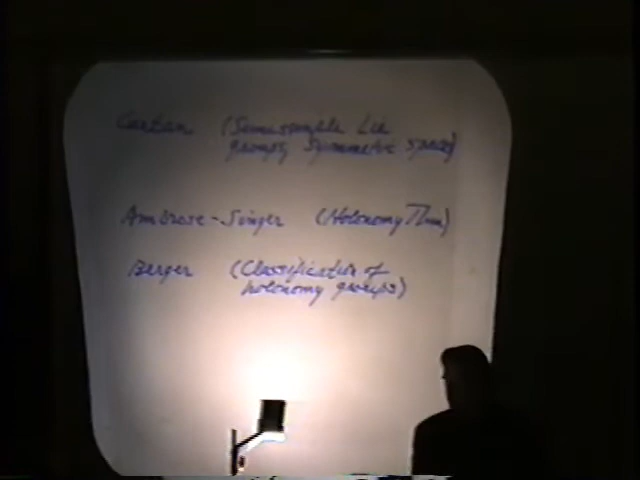 Cartan (Semisimple Lie
groups, Symmetric spaces)
Ambrose-Singer (Holonomy Thm)
Berger (Classification of
holonomy groups)